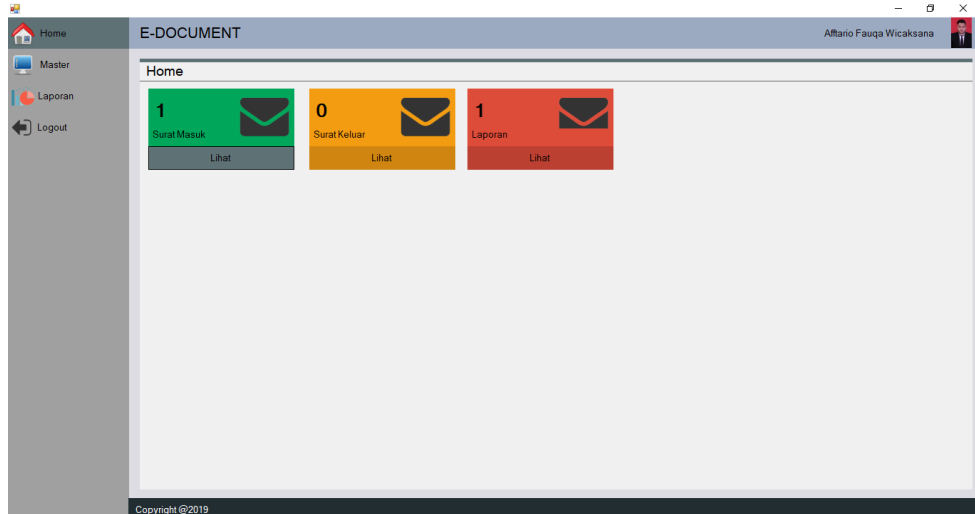 Home
E-DOCUMENT
Afftario Fauqa Wicaksana
Master
Laporan
Logout
Home
1
Surat Masuk
Lihat
0
Surat Keluar
Lihat
1
Laporan
Lihat
Copyright @2019